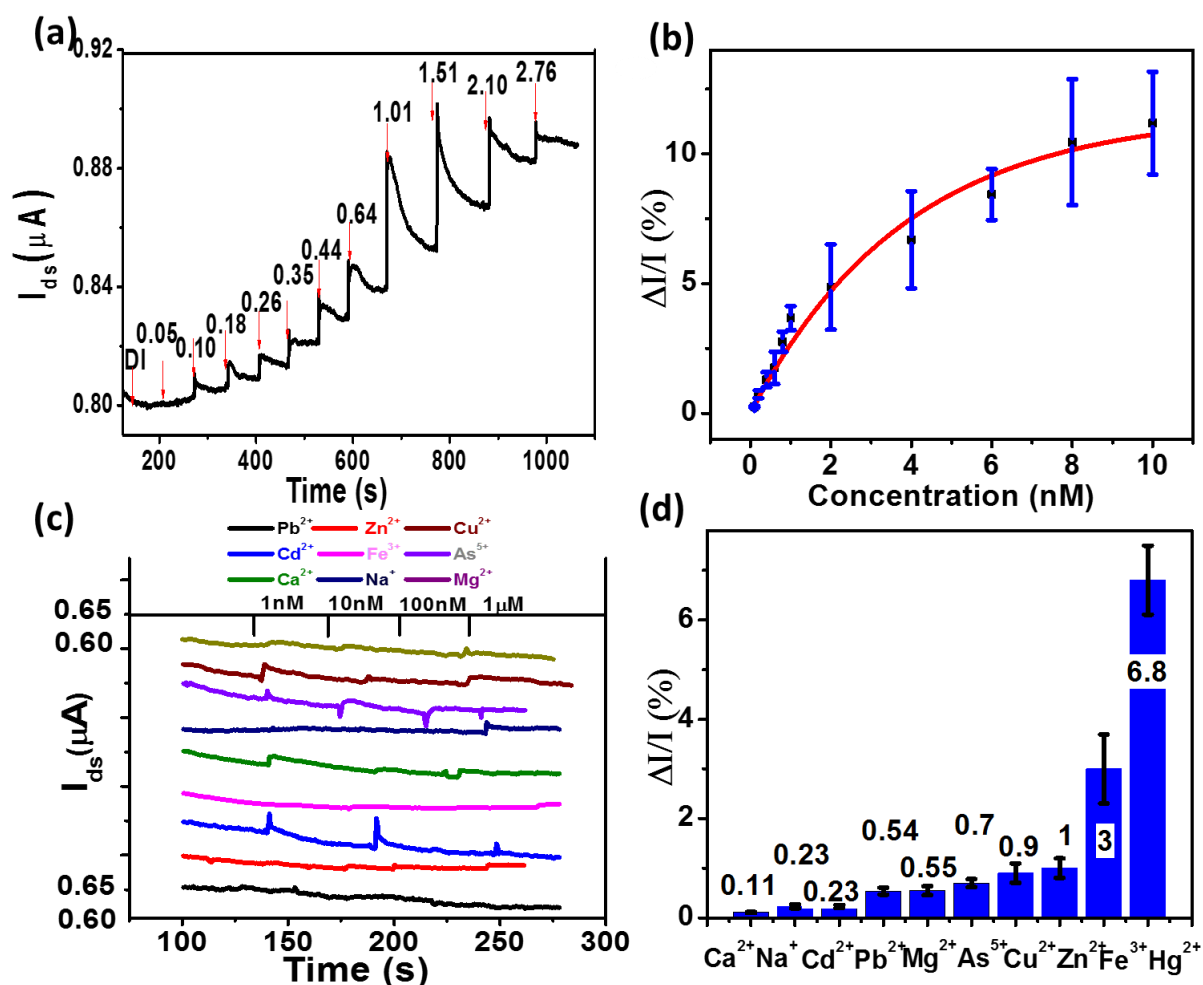 (a)
0.92
0.88
0.84
0.80
I_ds (μA)
DI
0.05
0.10
0.18
0.26
0.35
0.44
0.64
1.01
1.51
2.10
2.76
200 400 600 800 1000
Time (s)
(b)
10
5
0
ΔI/I (%)
0 2 4 6 8 10
Concentration (nM)
(c)
Pb²⁺ Zn²⁺ Cu²⁺
Cd²⁺ Fe³⁺ As⁵⁺
Ca²⁺ Na⁺ Mg²⁺
1nM 10nM 100nM 1μM
0.65
0.60
0.65
0.60
I_ds(μA)
100 150 200 250 300
Time (s)
(d)
6
4
2
0
ΔI/I (%)
0.11
0.23
0.23
0.54
0.55
0.7
0.9
1
3
6.8
Ca²⁺ Na⁺ Cd²⁺ Pb²⁺ Mg²⁺ As⁵⁺ Cu²⁺ Zn²⁺ Fe³⁺ Hg²⁺